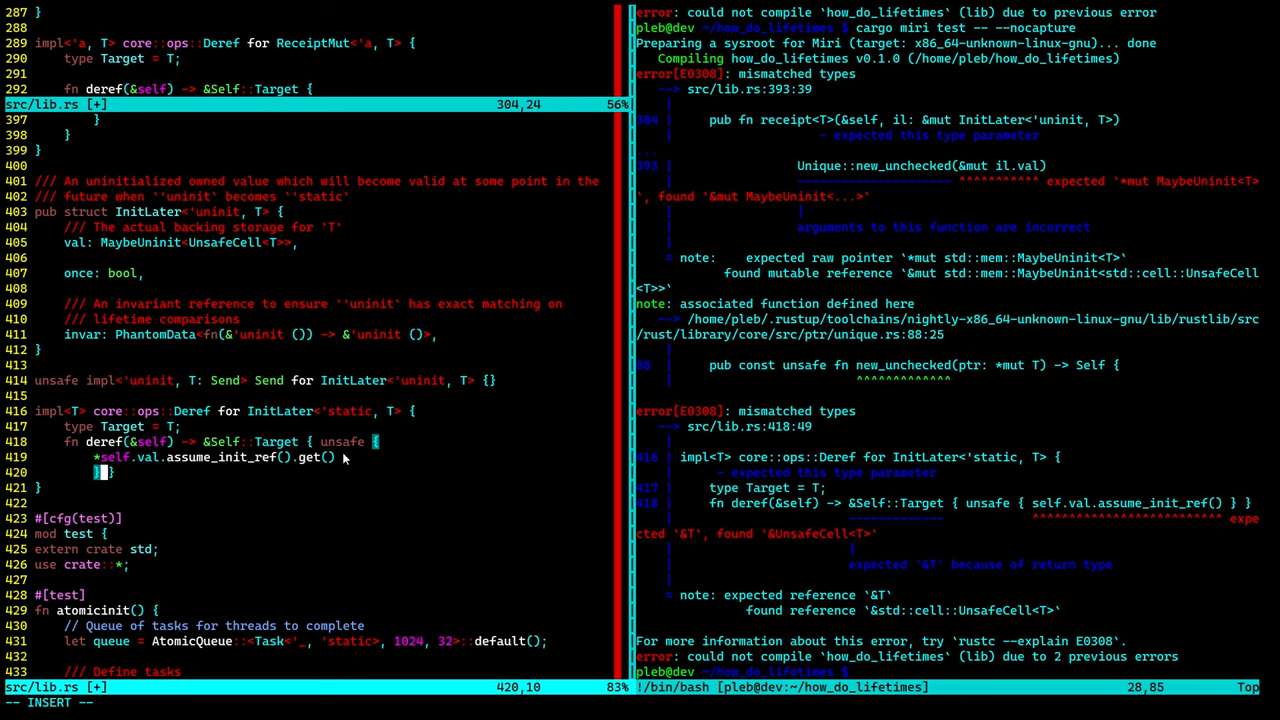 287 }
288
289 impl<'a, T> core::ops::Deref for ReceiptMut<'a, T> {
290     type Target = T;
291
292     fn deref(&self) -> &Self::Target {
src/lib.rs [+] 304,24 56%
397         }
398     }
399 }
400
401 /// An uninitialized owned value which will become valid at some point in the
402 /// future when `'uninit` becomes `'static`
403 pub struct InitLater<'uninit, T> {
404     /// The actual backing storage for `T`
405     val: MaybeUninit<UnsafeCell<T>>,
406
407     once: bool,
408
409     /// An invariant reference to ensure `'uninit` has exact matching on
410     /// lifetime comparisons
411     invar: PhantomData<fn(&'uninit ()) -> &'uninit ()>,
412 }
413
414 unsafe impl<'uninit, T: Send> Send for InitLater<'uninit, T> {}
415
416 impl<T> core::ops::Deref for InitLater<'static, T> {
417     type Target = T;
418     fn deref(&self) -> &Self::Target { unsafe {
419         *self.val.assume_init_ref().get()
420         } }
421 }
422
423 #[cfg(test)]
424 mod test {
425 extern crate std;
426 use crate::*;
427
428 #[test]
429 fn atomicinit() {
430     // Queue of tasks for threads to complete
431     let queue = AtomicQueue::<Task<'_, 'static>, 1024, 32>::default();
432
433     /// Define tasks
src/lib.rs [+] 420,10 83%
-- INSERT --
error: could not compile `how_do_lifetimes` (lib) due to previous error
pleb@dev ~/how_do_lifetimes $ cargo miri test -- --nocapture
Preparing a sysroot for Miri (target: x86_64-unknown-linux-gnu)... done
   Compiling how_do_lifetimes v0.1.0 (/home/pleb/how_do_lifetimes)
error[E0308]: mismatched types
   --> src/lib.rs:393:39
    |
384 |     pub fn receipt<T>(&self, il: &mut InitLater<'uninit, T>)
    |                    - expected this type parameter
...
393 |                 Unique::new_unchecked(&mut il.val)
    |                 --------------------- ^^^^^^^^^^^ expected `*mut MaybeUninit<T>
`, found `&mut MaybeUninit<...>`
    |                 |
    |                 arguments to this function are incorrect
    |
    = note:    expected raw pointer `*mut std::mem::MaybeUninit<T>`
            found mutable reference `&mut std::mem::MaybeUninit<std::cell::UnsafeCell
<T>>`
note: associated function defined here
   --> /home/pleb/.rustup/toolchains/nightly-x86_64-unknown-linux-gnu/lib/rustlib/src
/rust/library/core/src/ptr/unique.rs:88:25
    |
88  |     pub const unsafe fn new_unchecked(ptr: *mut T) -> Self {
    |                         ^^^^^^^^^^^^^
error[E0308]: mismatched types
   --> src/lib.rs:418:49
    |
416 | impl<T> core::ops::Deref for InitLater<'static, T> {
    |      - expected this type parameter
417 |     type Target = T;
418 |     fn deref(&self) -> &Self::Target { unsafe { self.val.assume_init_ref() } }
    |                        -------------            ^^^^^^^^^^^^^^^^^^^^^^^^^^ expe
cted `&T`, found `&UnsafeCell<T>`
    |                        |
    |                        expected `&T` because of return type
    |
    = note: expected reference `&T`
               found reference `&std::cell::UnsafeCell<T>`
For more information about this error, try `rustc --explain E0308`.
error: could not compile `how_do_lifetimes` (lib) due to 2 previous errors
pleb@dev ~/how_do_lifetimes $
!/bin/bash [pleb@dev:~/how_do_lifetimes] 28,85 Top